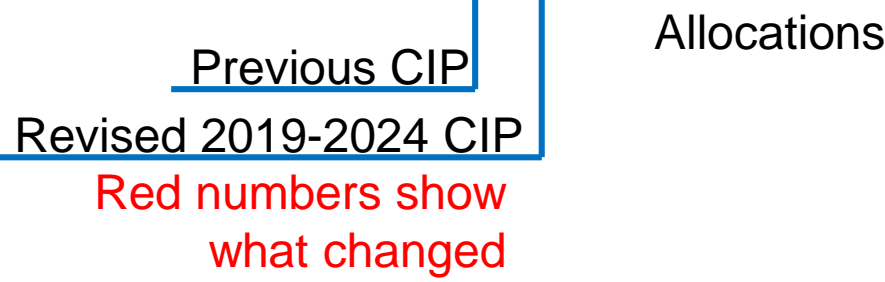 Allocations
Previous CIP
Revised 2019-2024 CIP
Red numbers show
what changed